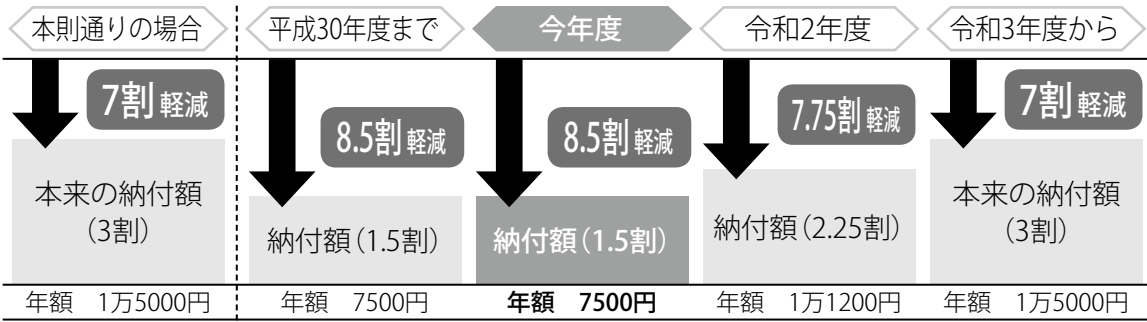 本則通りの場合
平成30年度まで
今年度
令和2年度
令和3年度から
7割 軽減
8.5割 軽減
8.5割 軽減
7.75割 軽減
7割 軽減
本来の納付額
(3割)
納付額(1.5割)
納付額(1.5割)
納付額(2.25割)
本来の納付額
(3割)
年額 1万5000円
年額 7500円
年額 7500円
年額 1万1200円
年額 1万5000円